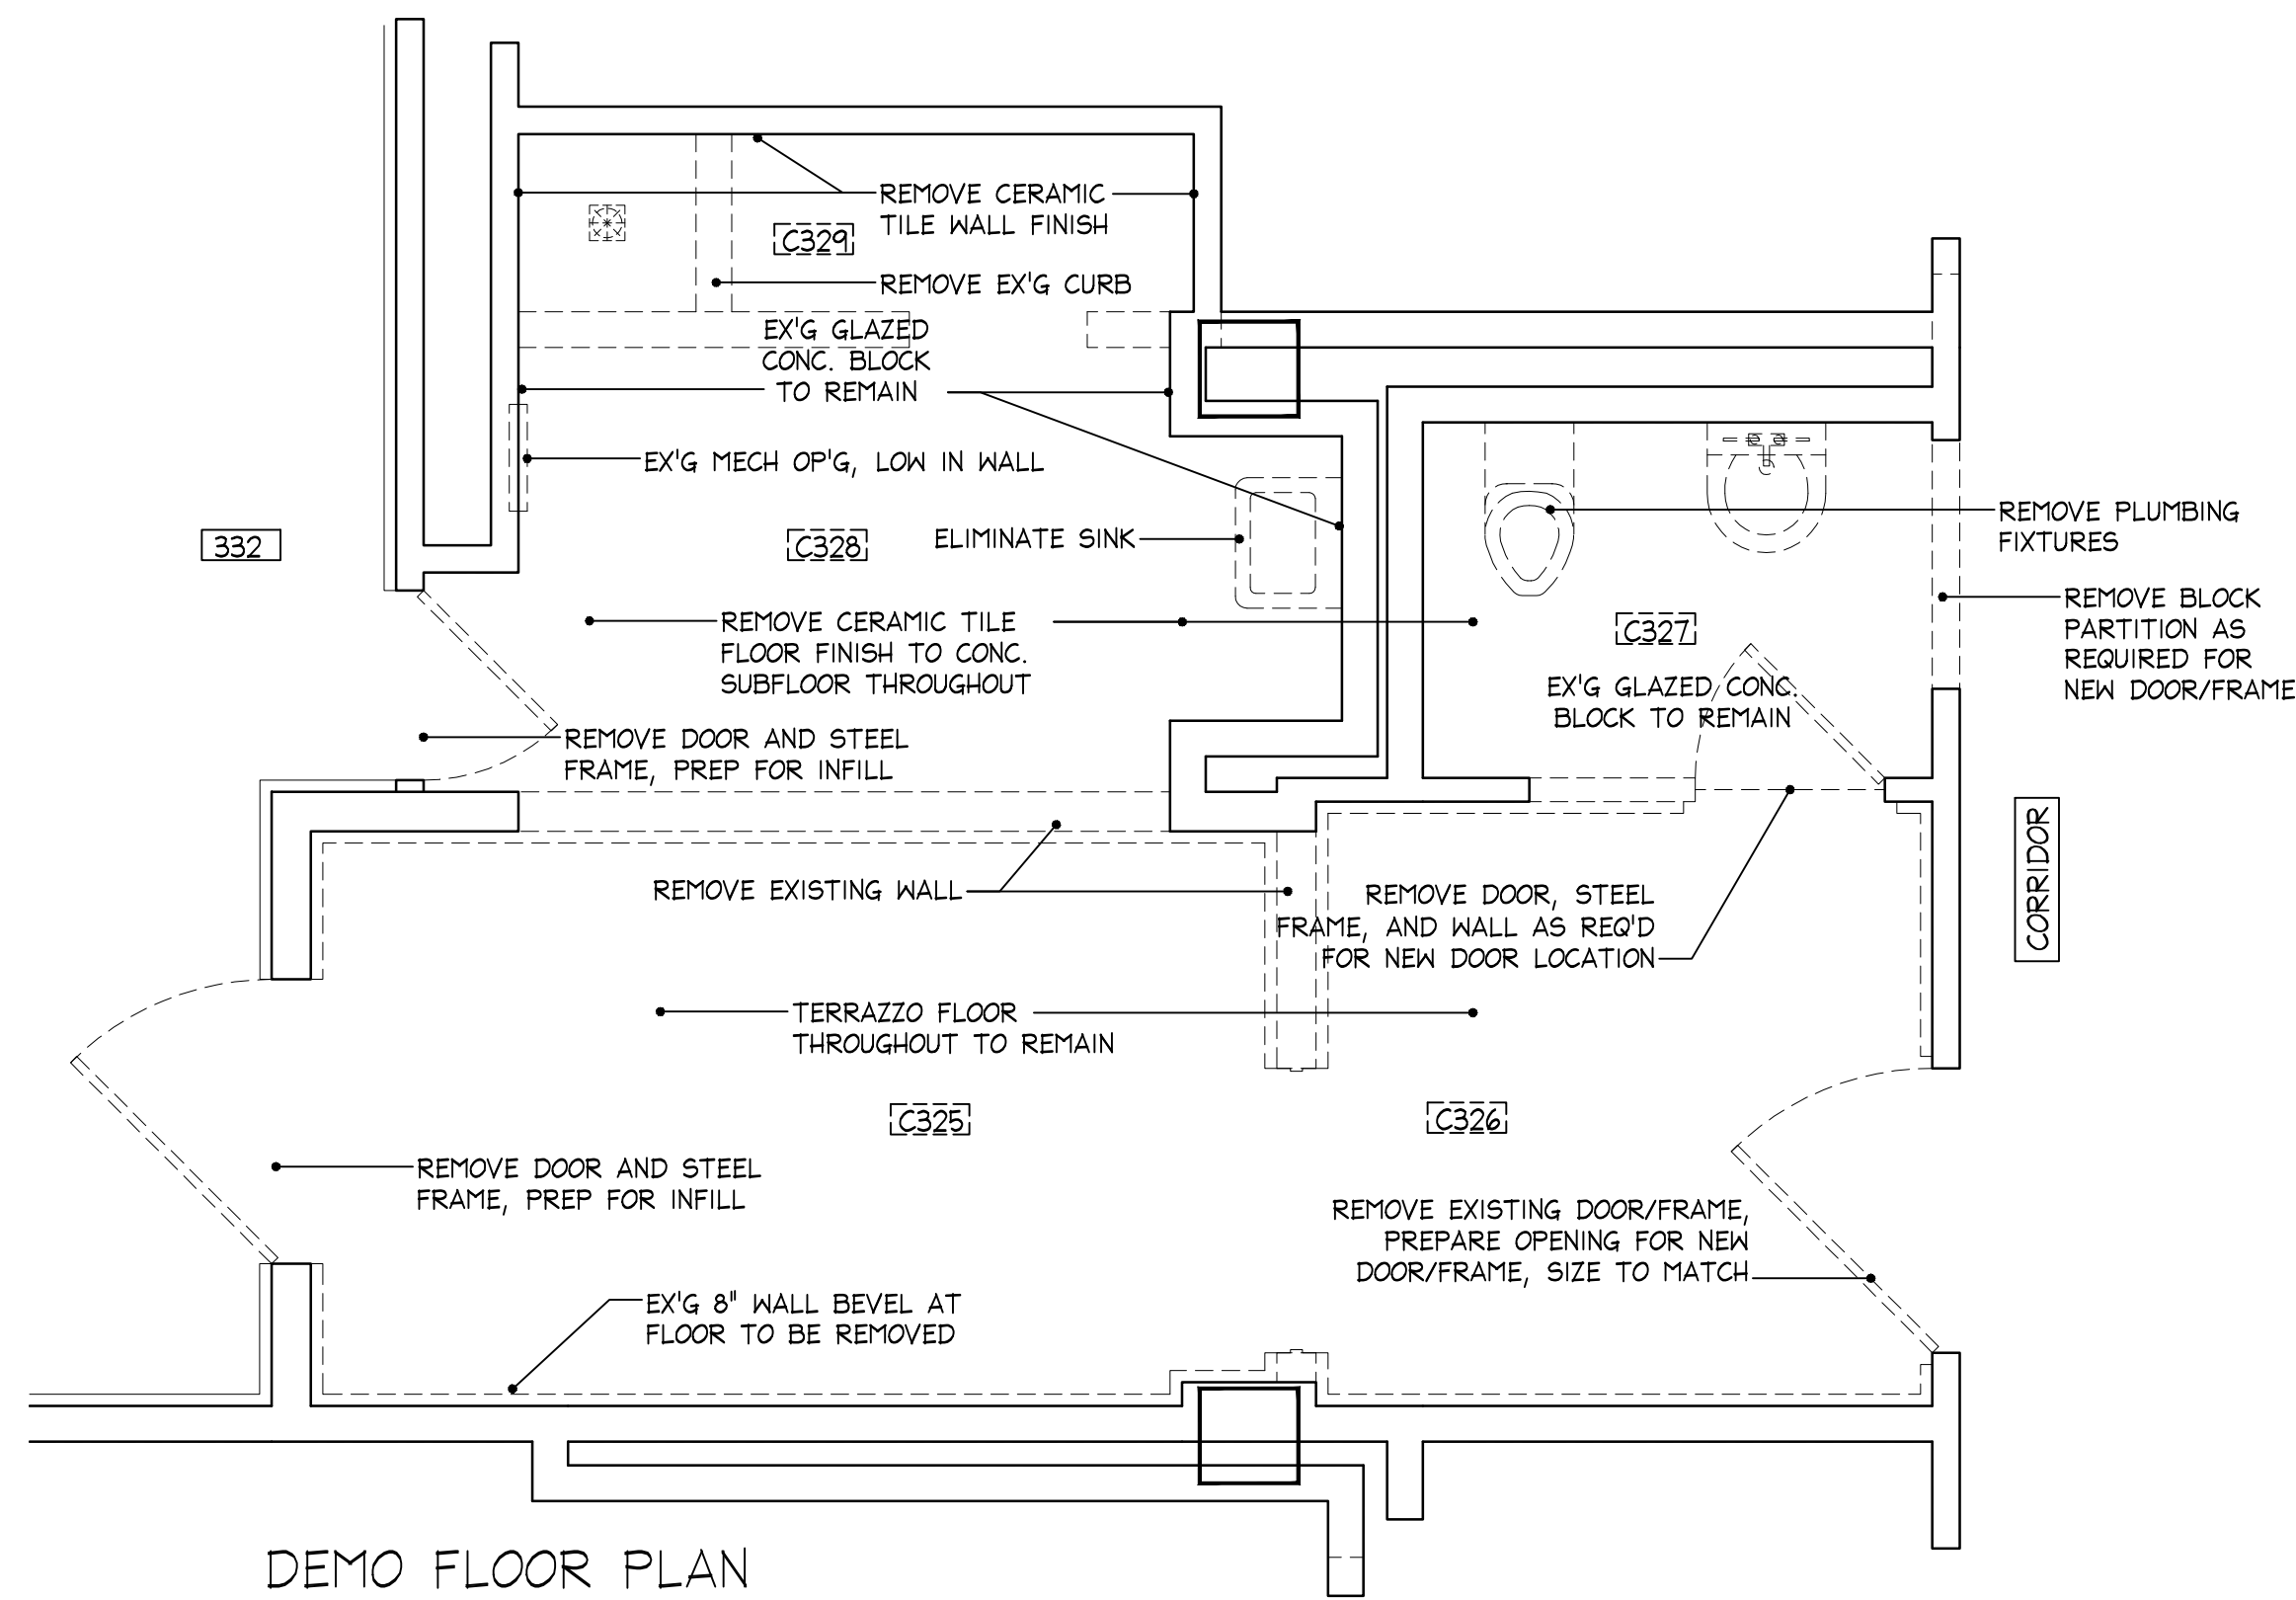 REMOVE CERAMIC
TILE WALL FINISH
C329
REMOVE EX'G CURB
EX'G GLAZED
CONC. BLOCK
TO REMAIN
EX'G MECH OP'G, LOW IN WALL
332
C328
ELIMINATE SINK
REMOVE PLUMBING
FIXTURES
REMOVE BLOCK
PARTITION AS
REQUIRED FOR
NEW DOOR/FRAME
REMOVE CERAMIC TILE
FLOOR FINISH TO CONC.
SUBFLOOR THROUGHOUT
C327
EX'G GLAZED CONC.
BLOCK TO REMAIN
REMOVE DOOR AND STEEL
FRAME, PREP FOR INFILL
CORRIDOR
REMOVE EXISTING WALL
REMOVE DOOR, STEEL
FRAME, AND WALL AS REQ'D
FOR NEW DOOR LOCATION
TERRAZZO FLOOR
THROUGHOUT TO REMAIN
C325
C326
REMOVE DOOR AND STEEL
FRAME, PREP FOR INFILL
REMOVE EXISTING DOOR/FRAME,
PREPARE OPENING FOR NEW
DOOR/FRAME, SIZE TO MATCH
EX'G 8" WALL BEVEL AT
FLOOR TO BE REMOVED
DEMO FLOOR PLAN